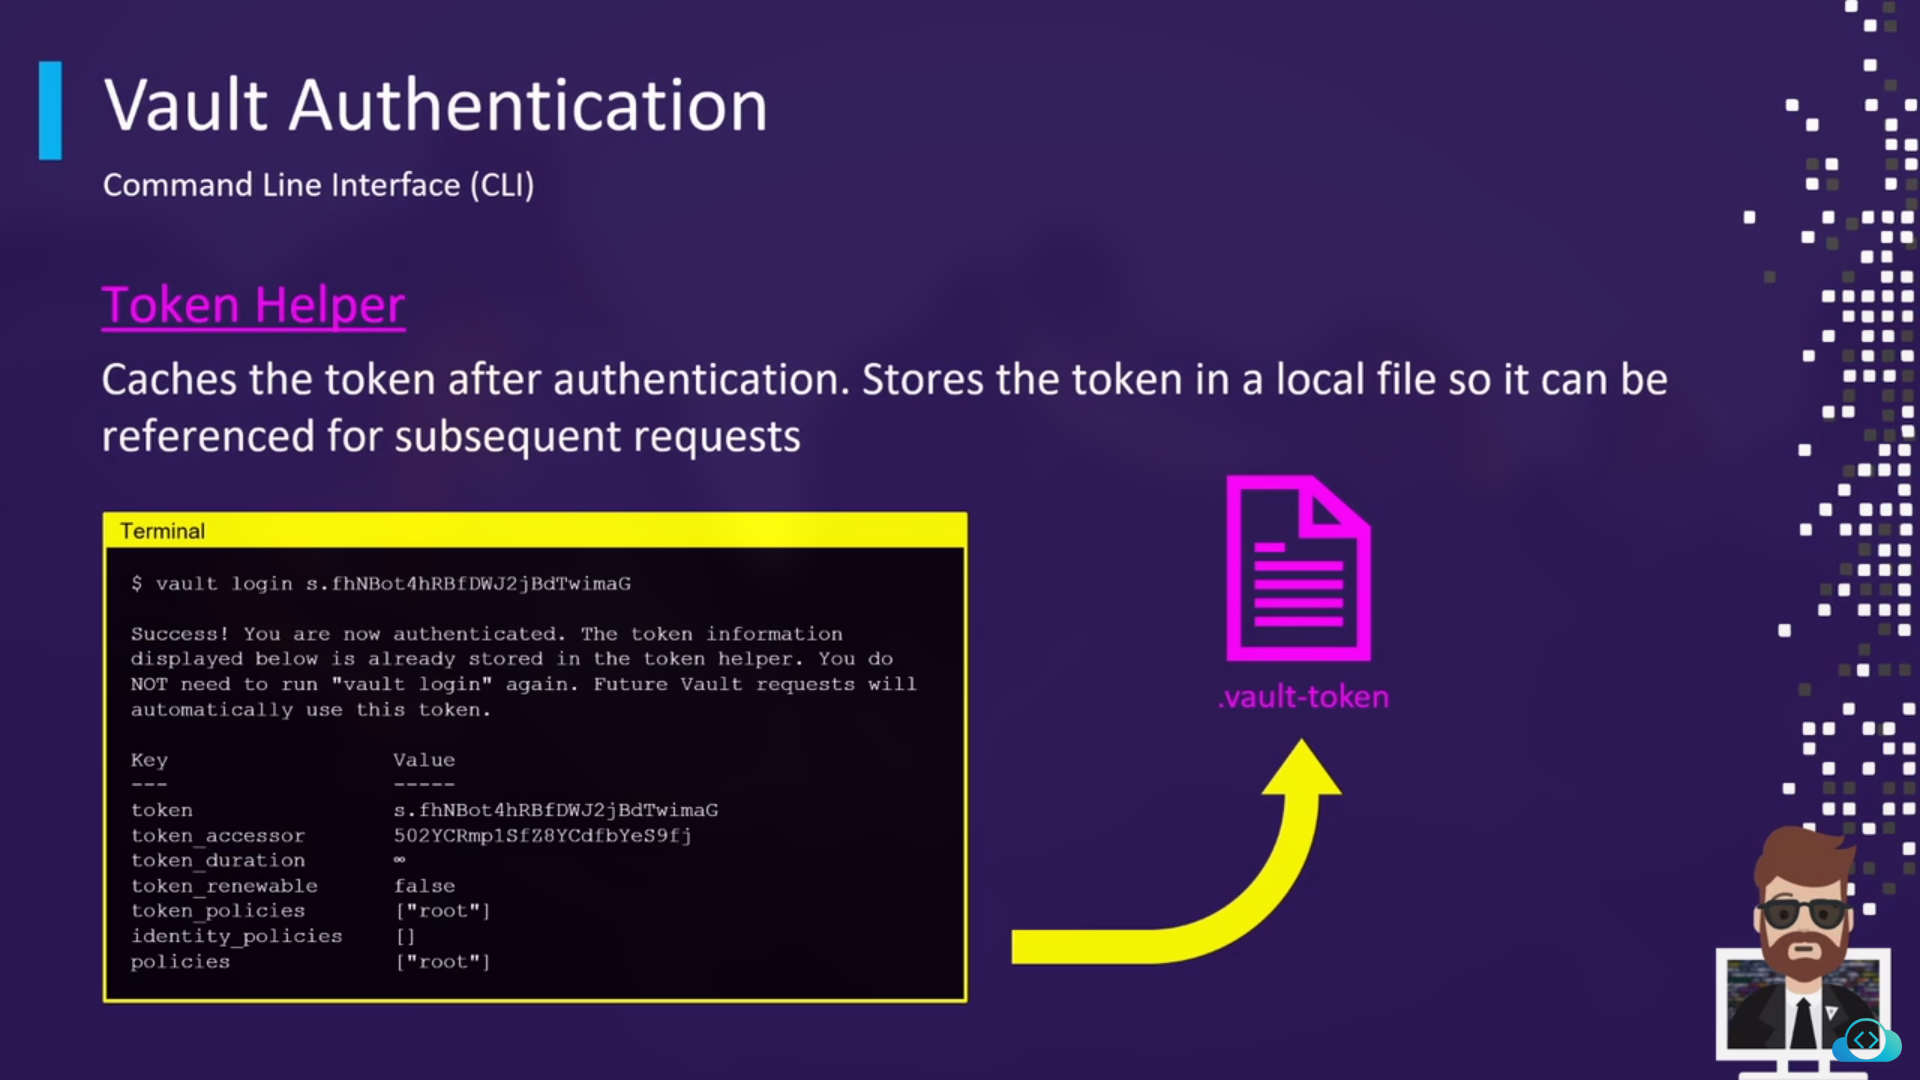 Vault Authentication
Command Line Interface (CLI)
Token Helper
Caches the token after authentication. Stores the token in a local file so it can be
referenced for subsequent requests
Terminal
$ vault login s.fhNBot4hRBfDWJ2jBdTwimaG
Success! You are now authenticated. The token information
displayed below is already stored in the token helper. You do
NOT need to run "vault login" again. Future Vault requests will
automatically use this token.
Key Value
--- -----
token s.fhNBot4hRBfDWJ2jBdTwimaG
token_accessor 502YCRmp1SfZ8YCdfbYeS9fj
token_duration ∞
token_renewable false
token_policies ["root"]
identity_policies []
policies ["root"]
.vault-token